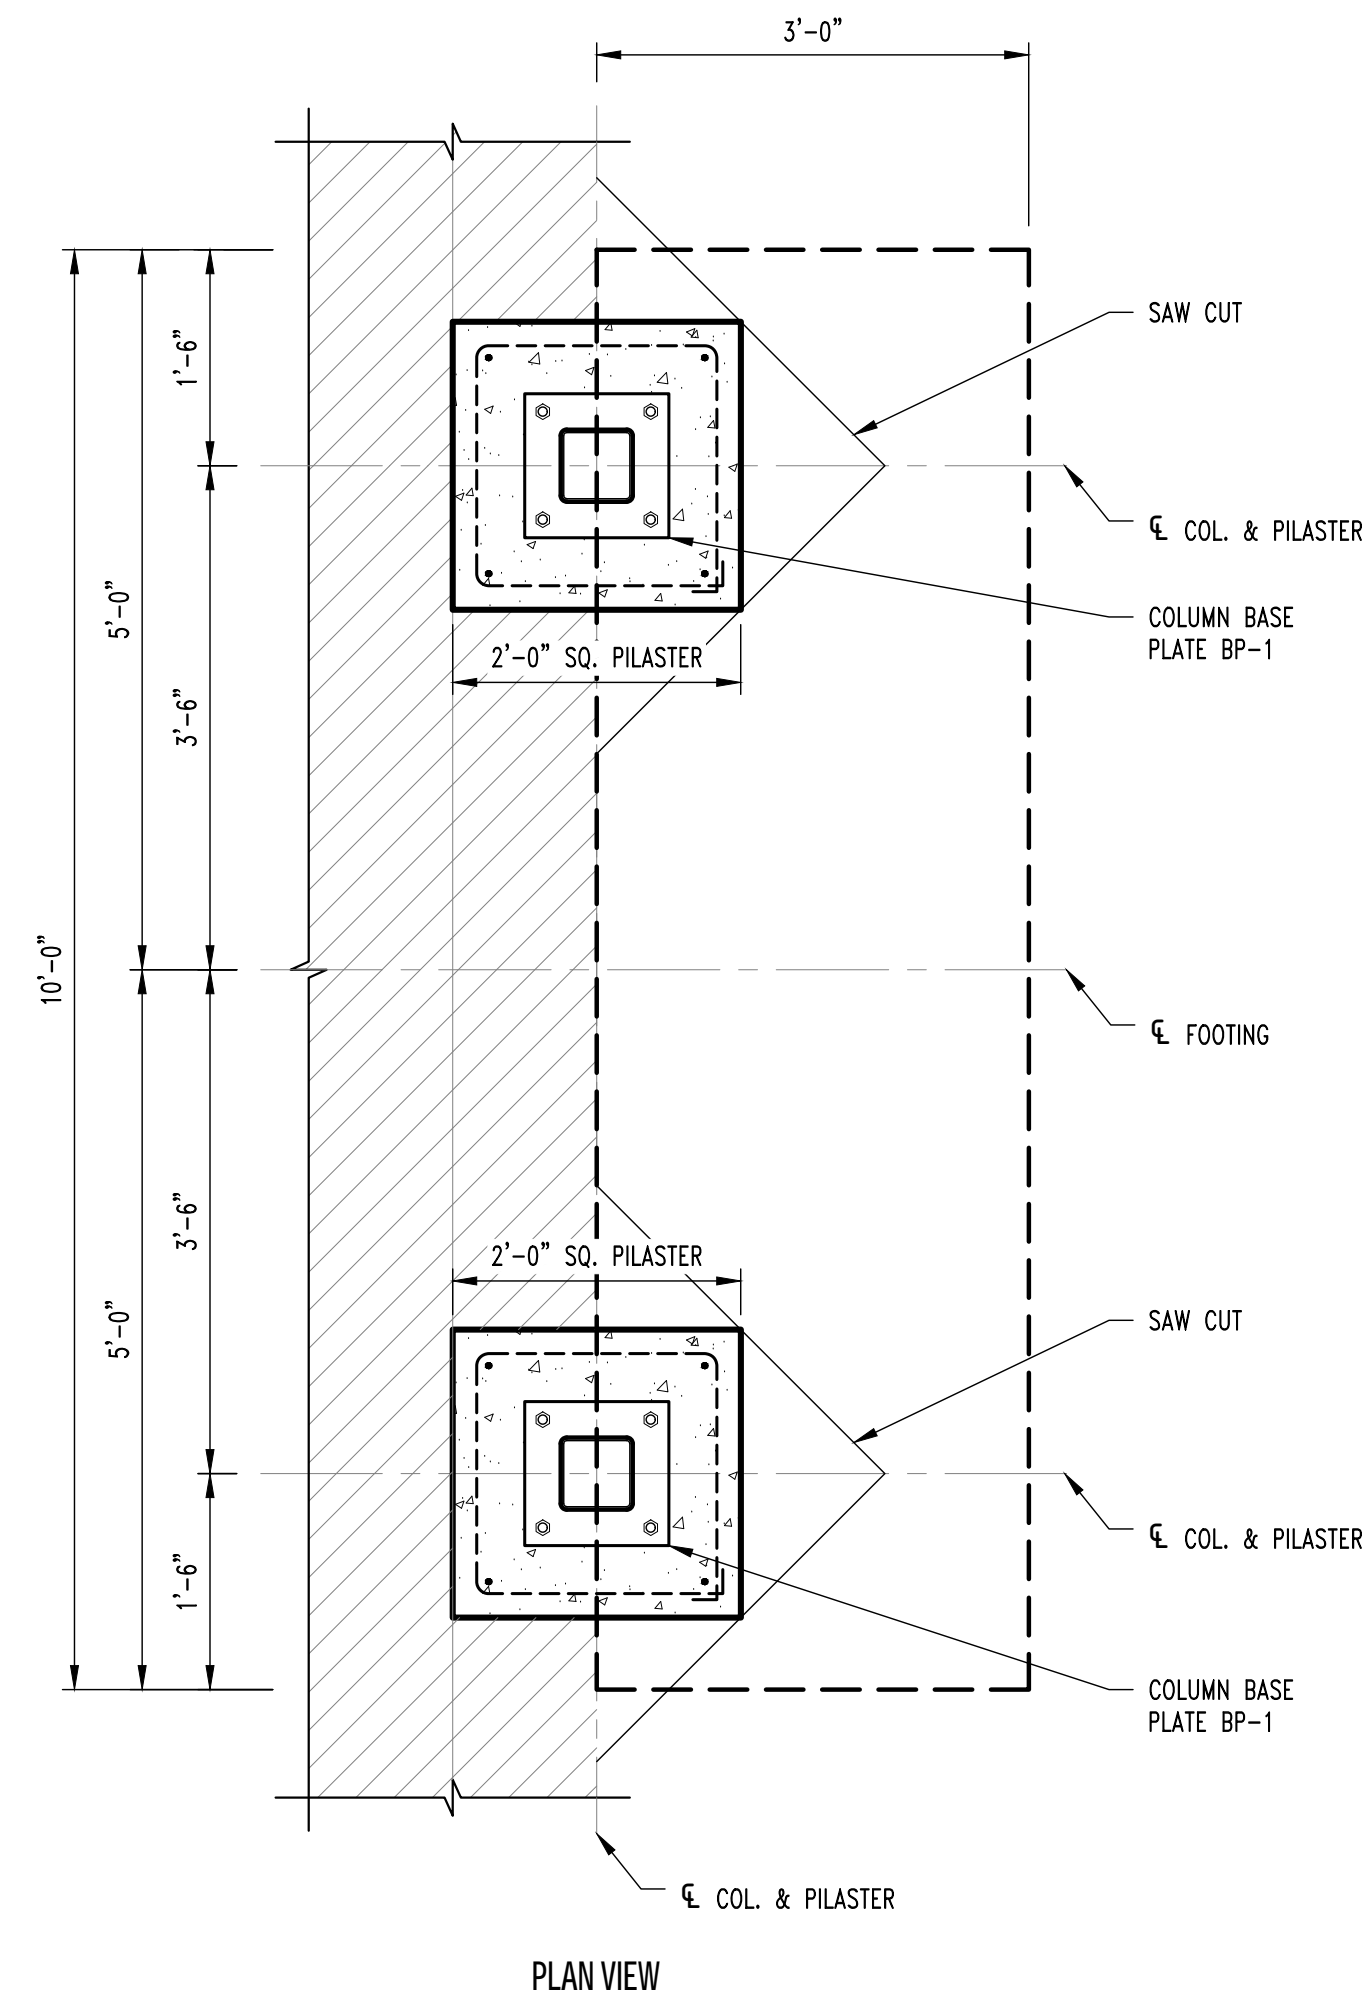 3'-0"
SAW CUT
1'-6"
℄ COL. & PILASTER
5'-0"
COLUMN BASE
PLATE BP-1
2'-0" SQ. PILASTER
3'-6"
10'-0"
℄ FOOTING
3'-6"
2'-0" SQ. PILASTER
5'-0"
SAW CUT
℄ COL. & PILASTER
1'-6"
COLUMN BASE
PLATE BP-1
℄ COL. & PILASTER
PLAN VIEW